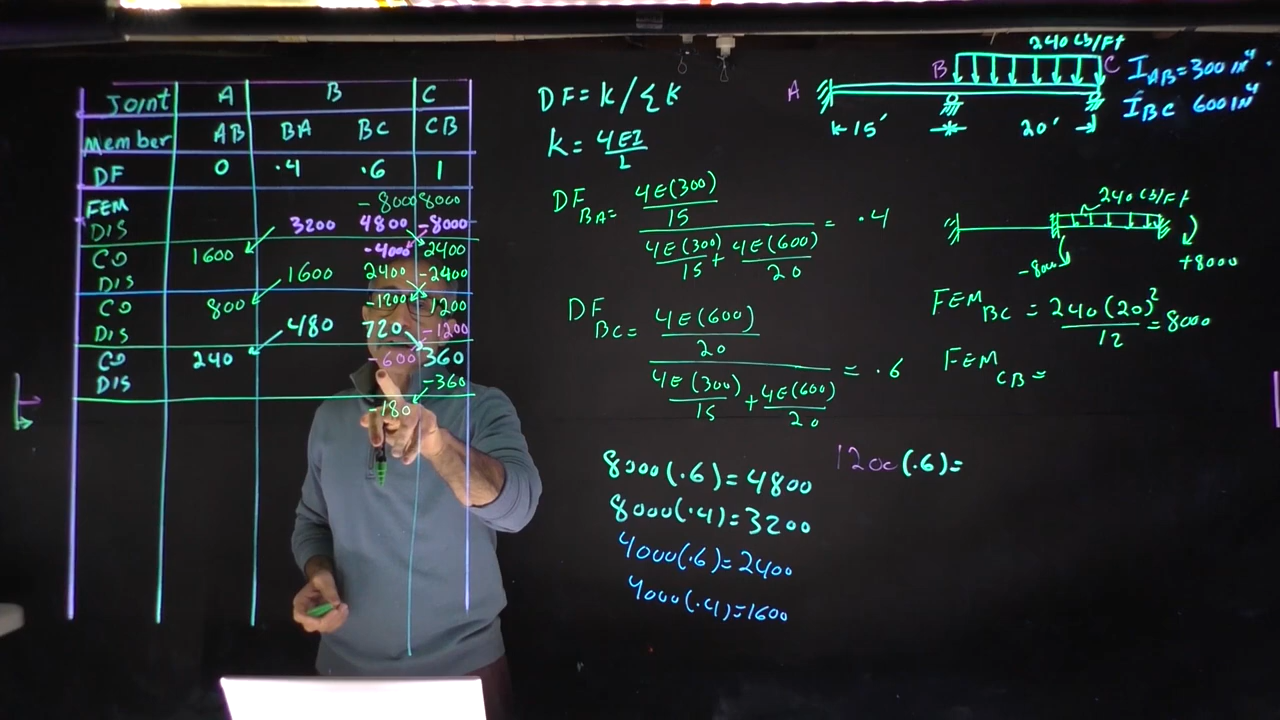 Joint A B C
Member AB BA BC CB
DF 0 .4 .6 1
FEM -8000 8000
DIS 3200 4800 -8000
CO 1600 -4000 2400
DIS 1600 2400 -2400
CO 800 -1200 1200
DIS 480 720 -1200
CO 240 -600 360
DIS -360
-180
DF = K/ΣK
K = 4EI/L
DF BA = 4E(300)/15 / 4E(300)/15 + 4E(600)/20 = .4
DF BC = 4E(600)/20 / 4E(300)/15 + 4E(600)/20 = .6
8000(.6)=4800
8000(.4)=3200
4000(.6)=2400
4000(.4)=1600
1200(.6)=
240 lb/Ft
A B C
15' 20'
I AB = 300 in⁴
I BC 600 in⁴
240 lb/Ft
-8000 +8000
FEM BC = 240(20)²/12 = 8000
FEM CB =